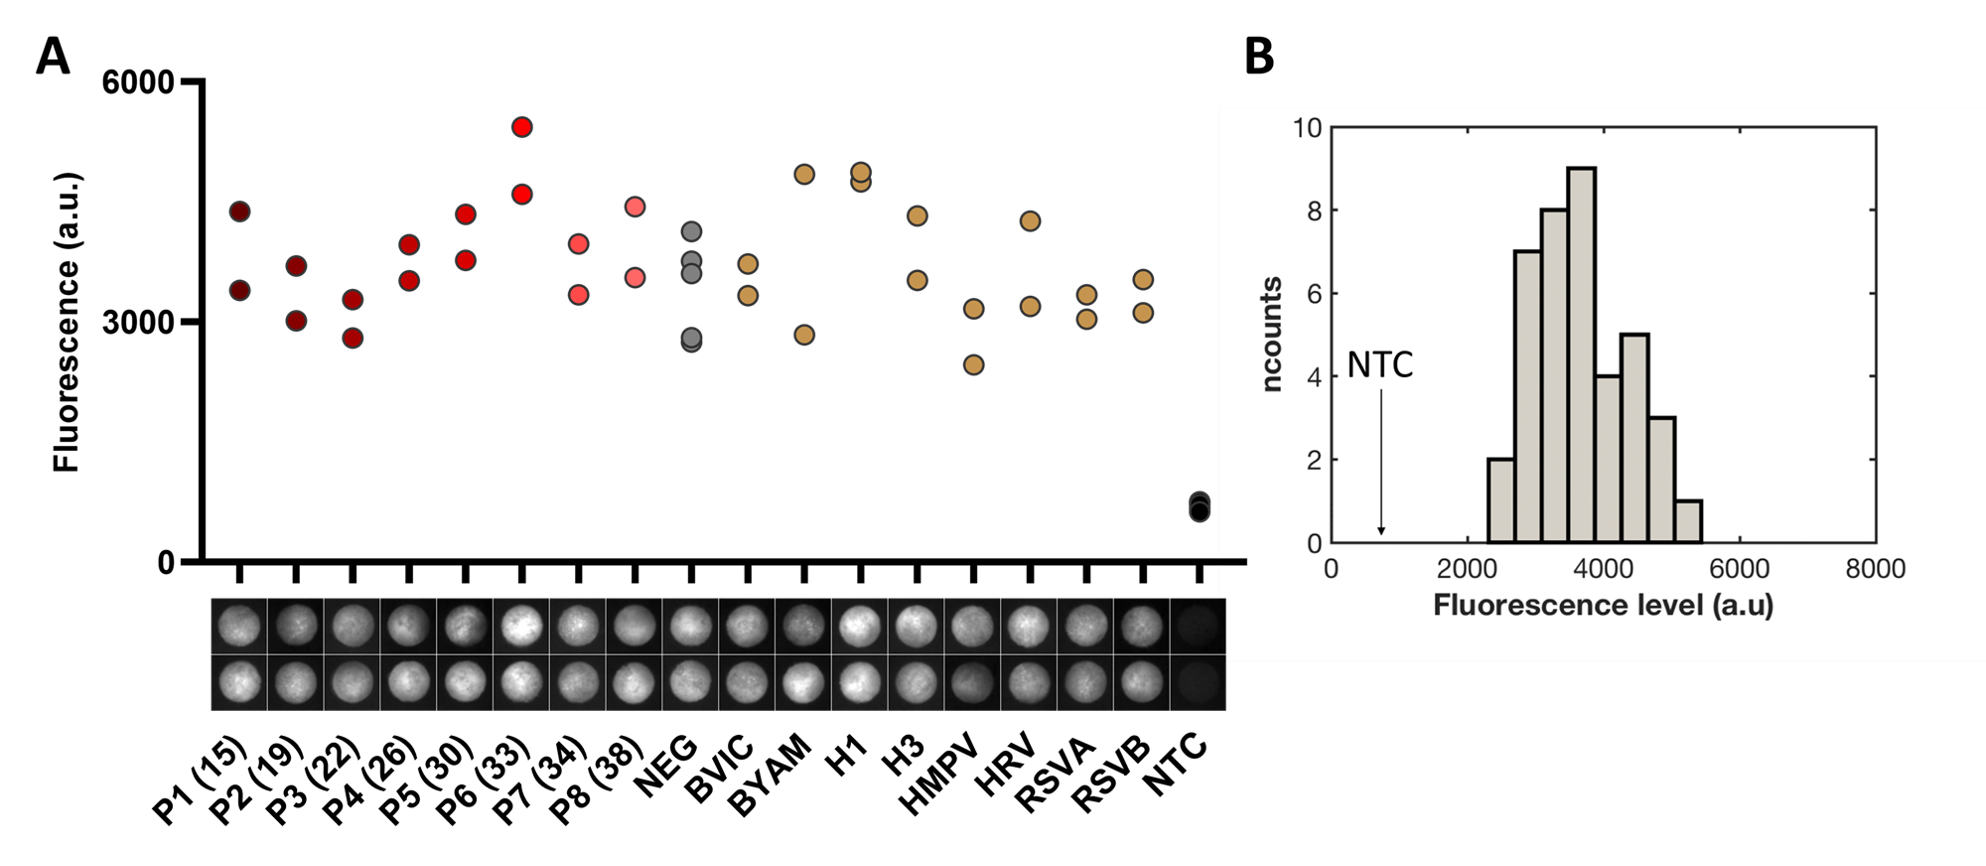 A
6000
3000
0
Fluorescence (a.u.)
P1 (15)
P2 (19)
P3 (22)
P4 (26)
P5 (30)
P6 (33)
P7 (34)
P8 (38)
NEG
BVIC
BYAM
H1
H3
HMPV
HRV
RSVA
RSVB
NTC
B
10
8
6
4
2
0
ncounts
NTC
0 2000 4000 6000 8000
Fluorescence level (a.u)